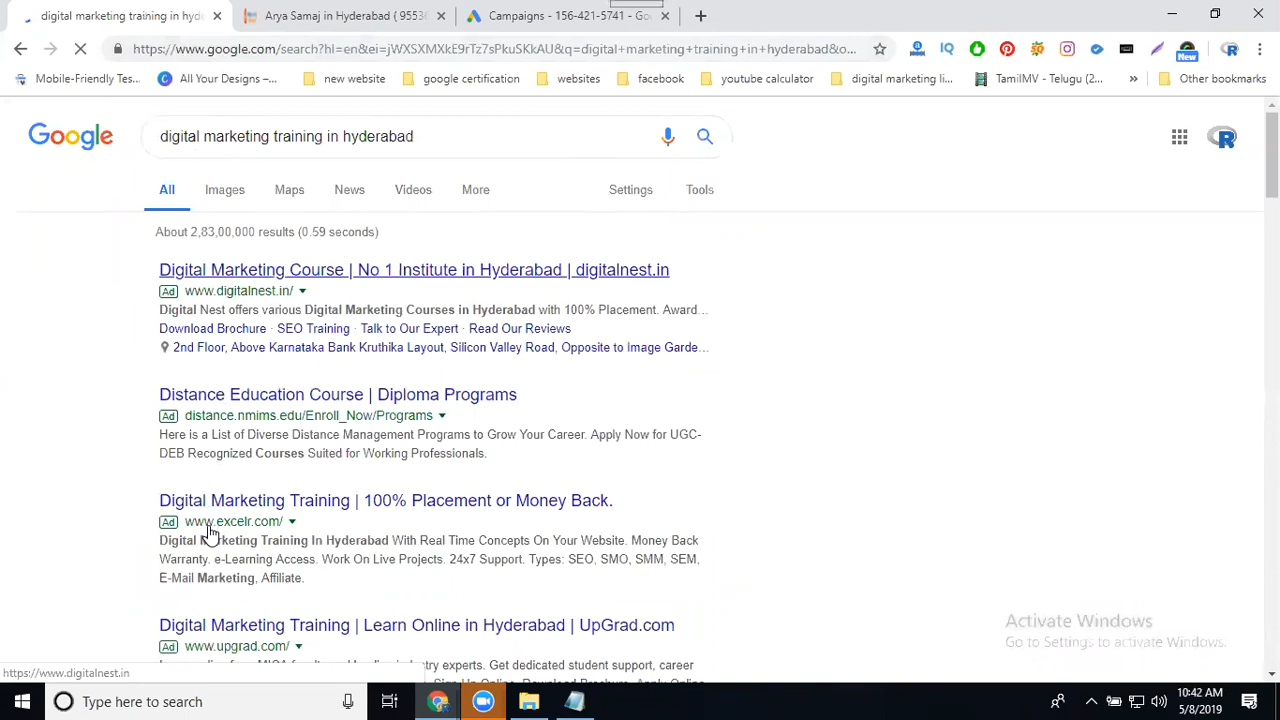 digital marketing training in hy
Arya Samaj in Hyderabad ( 9553
Campaigns - 156-421-5741 - Go
https://www.google.com/search?hl=en&ei=jWXSXMXkE9rTz7sPkuSKkAU&q=digital+marketing+training+in+hyderabad&o...
New
Mobile-Friendly Tes...
All Your Designs –...
new website
google certification
websites
facebook
youtube calculator
digital marketing li...
TamilMV - Telugu (2...
Other bookmarks
Google
digital marketing training in hyderabad
All
Images
Maps
News
Videos
More
Settings
Tools
About 2,83,00,000 results (0.59 seconds)
Digital Marketing Course | No 1 Institute in Hyderabad | digitalnest.in
Ad www.digitalnest.in/
Digital Nest offers various Digital Marketing Courses in Hyderabad with 100% Placement. Award...
Download Brochure · SEO Training · Talk to Our Expert · Read Our Reviews
2nd Floor, Above Karnataka Bank Kruthika Layout, Silicon Valley Road, Opposite to Image Garde...
Distance Education Course | Diploma Programs
Ad distance.nmims.edu/Enroll_Now/Programs
Here is a List of Diverse Distance Management Programs to Grow Your Career. Apply Now for UGC-
DEB Recognized Courses Suited for Working Professionals.
Digital Marketing Training | 100% Placement or Money Back.
Ad www.excelr.com/
Digital Marketing Training In Hyderabad With Real Time Concepts On Your Website. Money Back
Warranty. e-Learning Access. Work On Live Projects. 24x7 Support. Types: SEO, SMO, SMM, SEM,
E-Mail Marketing, Affiliate.
Digital Marketing Training | Learn Online in Hyderabad | UpGrad.com
Ad www.upgrad.com/
industry experts. Get dedicated student support, career
Activate Windows
Go to Settings to activate Windows.
https://www.digitalnest.in
Type here to search
10:42 AM
5/8/2019